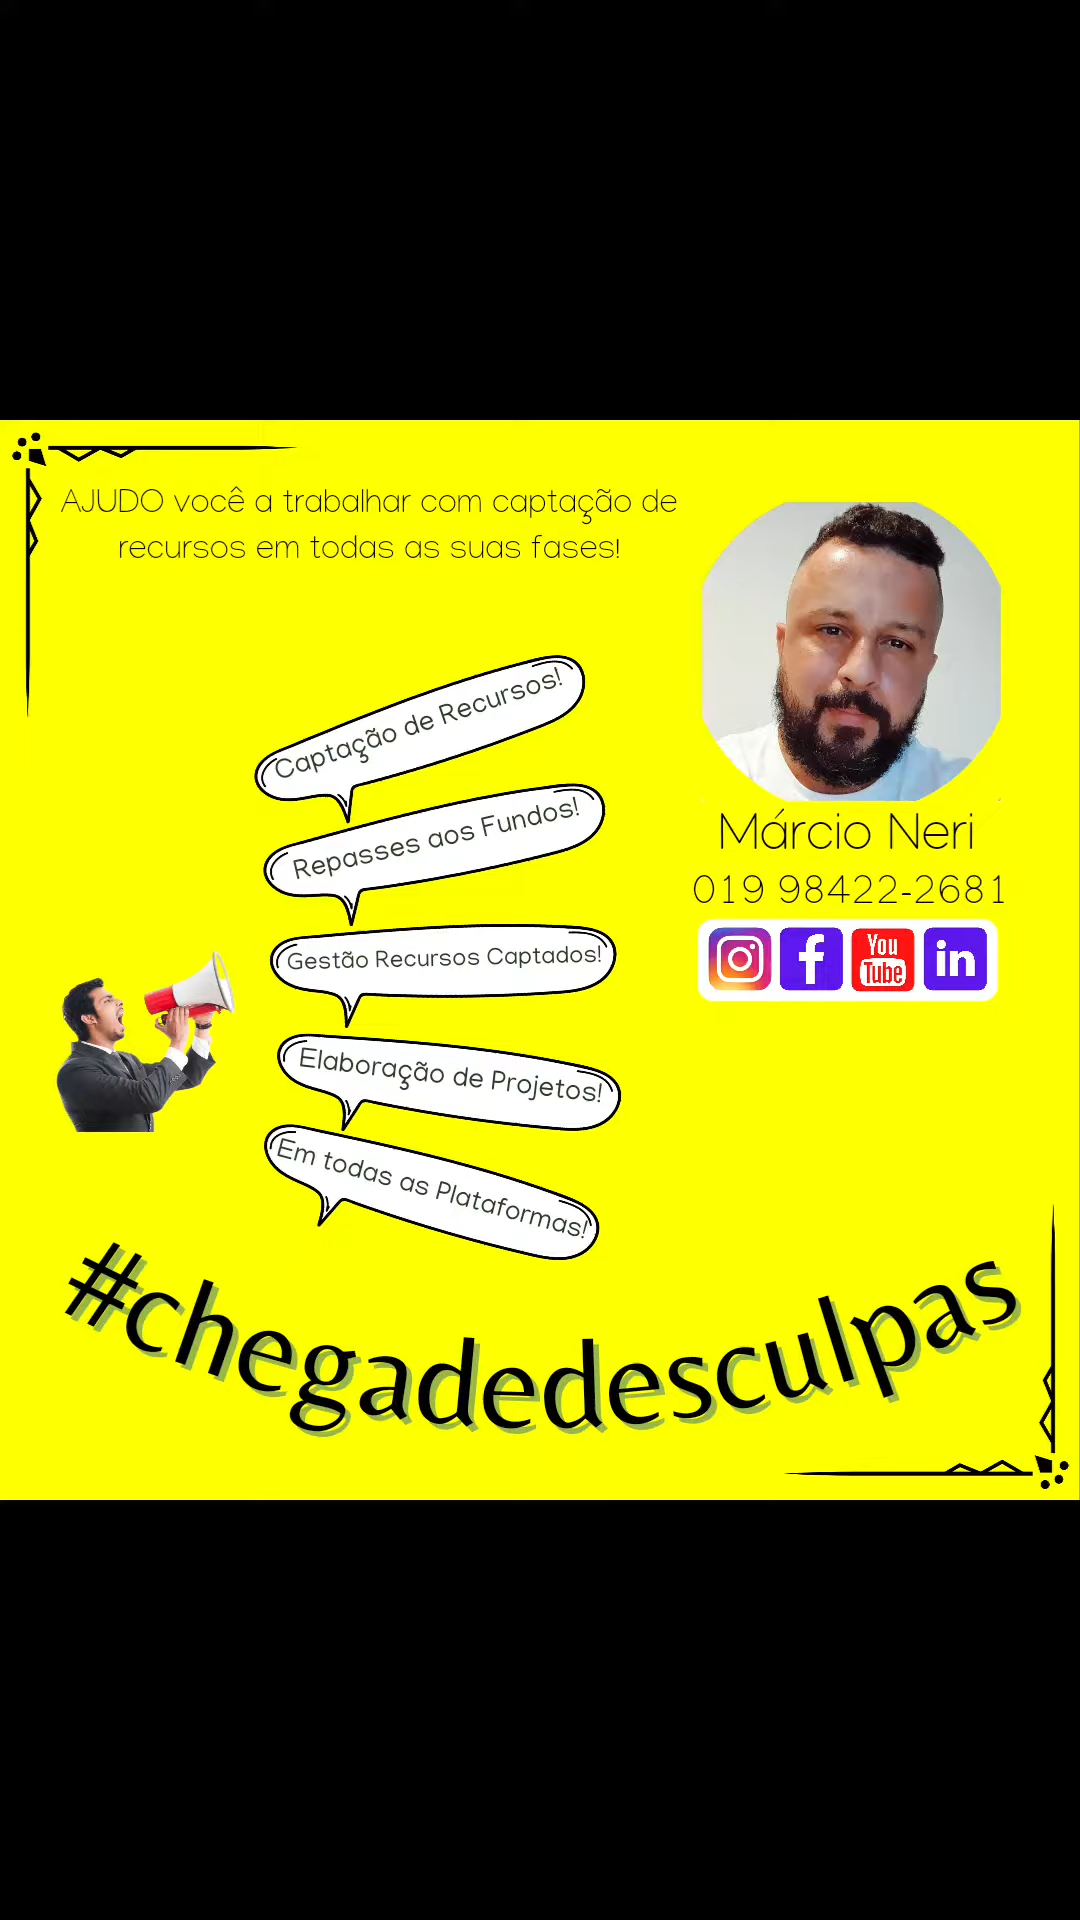 AJUDO você a trabalhar com captação de
recursos em todas as suas fases!
Captação de Recursos!
Repasses aos Fundos!
Gestão Recursos Captados!
Elaboração de Projetos!
Em todas as Plataformas!
Márcio Neri
019 98422-2681
f
You
Tube
in
#chegadedesculpas